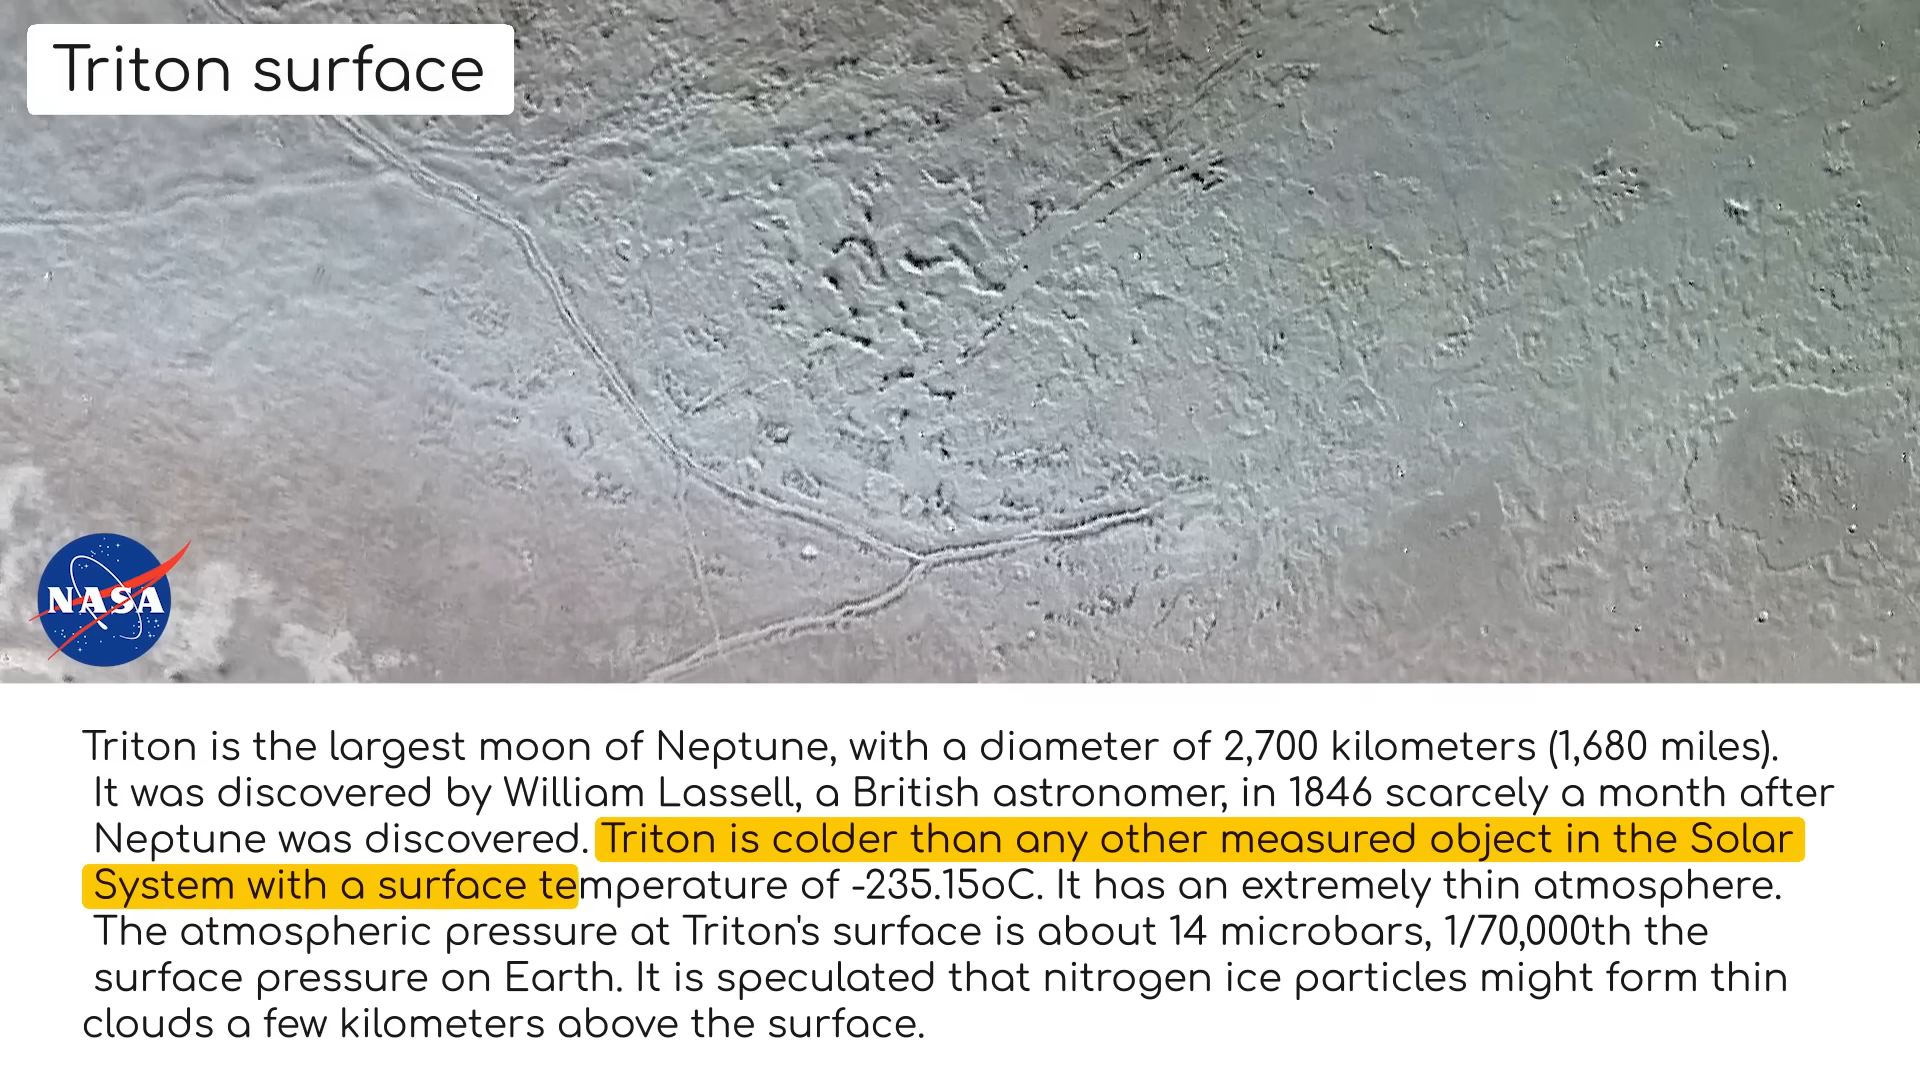 Triton surface
NASA
Triton is the largest moon of Neptune, with a diameter of 2,700 kilometers (1,680 miles).
It was discovered by William Lassell, a British astronomer, in 1846 scarcely a month after
Neptune was discovered. Triton is colder than any other measured object in the Solar
System with a surface temperature of -235.15oC. It has an extremely thin atmosphere.
The atmospheric pressure at Triton's surface is about 14 microbars, 1/70,000th the
surface pressure on Earth. It is speculated that nitrogen ice particles might form thin
clouds a few kilometers above the surface.